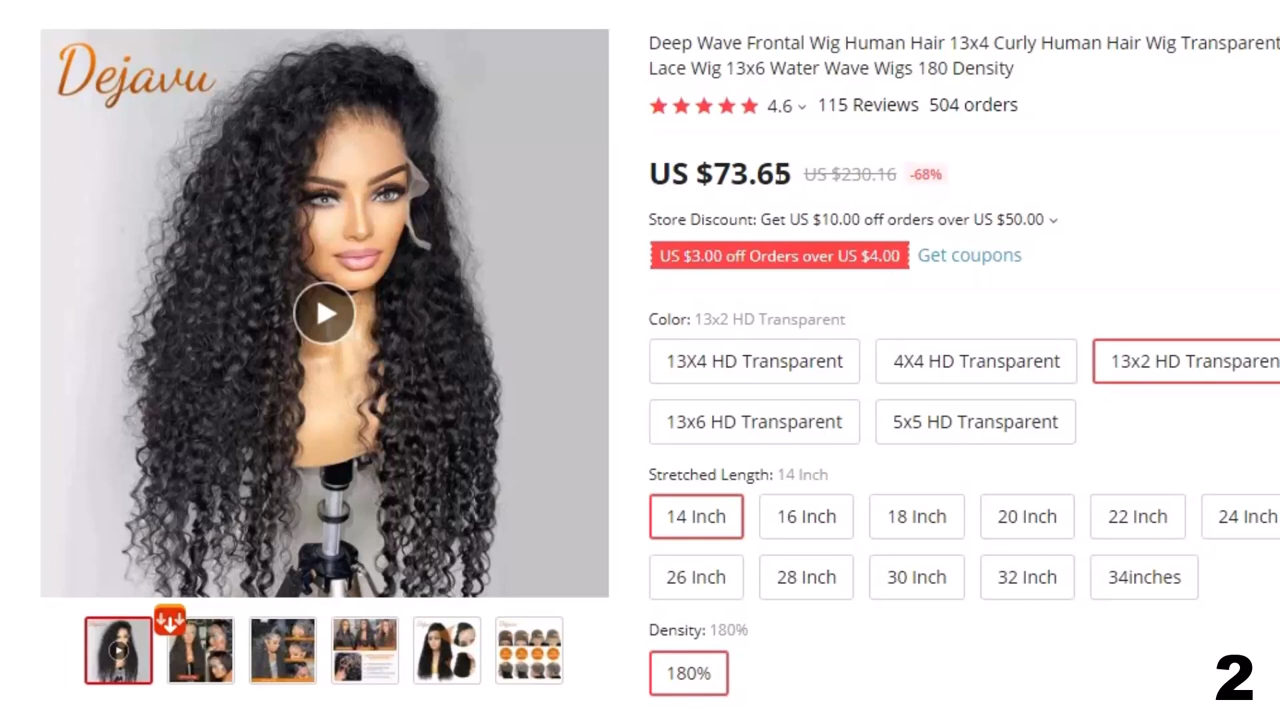 Dejavu
Deep Wave Frontal Wig Human Hair 13x4 Curly Human Hair Wig Transparent
Lace Wig 13x6 Water Wave Wigs 180 Density
4.6 115 Reviews 504 orders
US $73.65 US $230.16 -68%
Store Discount: Get US $10.00 off orders over US $50.00
US $3.00 off Orders over US $4.00 Get coupons
Color: 13x2 HD Transparent
13X4 HD Transparent 4X4 HD Transparent 13x2 HD Transparen
13x6 HD Transparent 5x5 HD Transparent
Stretched Length: 14 Inch
14 Inch 16 Inch 18 Inch 20 Inch 22 Inch 24 Inch
26 Inch 28 Inch 30 Inch 32 Inch 34inches
Density: 180%
180%
2